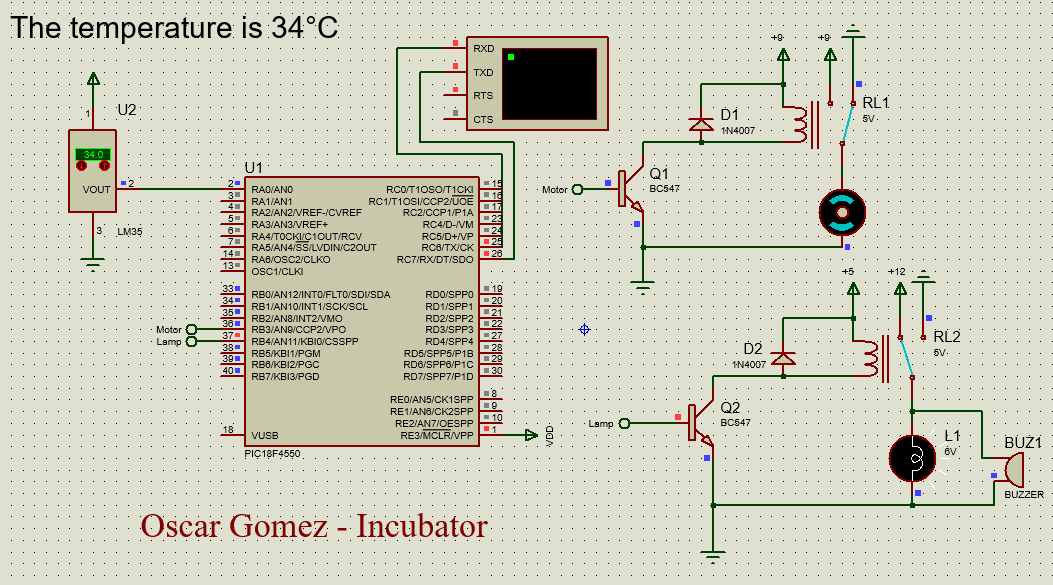 The temperature is 34°C
U2
1
34.0
VOUT
2
3
LM35
RXD
TXD
RTS
CTS
U1
2 RA0/AN0
3 RA1/AN1
4 RA2/AN2/VREF-/CVREF
5 RA3/AN3/VREF+
6 RA4/T0CKI/C1OUT/RCV
7 RA5/AN4/SS/LVDIN/C2OUT
14 RA6/OSC2/CLKO
13 OSC1/CLKI
33 RB0/AN12/INT0/FLT0/SDI/SDA
34 RB1/AN10/INT1/SCK/SCL
35 RB2/AN8/INT2/VMO
36 RB3/AN9/CCP2/VPO
37 RB4/AN11/KBI0/CSSPP
38 RB5/KBI1/PGM
39 RB6/KBI2/PGC
40 RB7/KBI3/PGD
18 VUSB
Motor
Lamp
RC0/T1OSO/T1CKI 15
RC1/T1OSI/CCP2/UOE 16
RC2/CCP1/P1A 17
RC4/D-/VM 23
RC5/D+/VP 24
RC6/TX/CK 25
RC7/RX/DT/SDO 26
RD0/SPP0 19
RD1/SPP1 20
RD2/SPP2 21
RD3/SPP3 22
RD4/SPP4 27
RD5/SPP5/P1B 28
RD6/SPP6/P1C 29
RD7/SPP7/P1D 30
RE0/AN5/CK1SPP 8
RE1/AN6/CK2SPP 9
RE2/AN7/OESPP 10
RE3/MCLR/VPP 1
VDD
PIC18F4550
+9
+9
D1
1N4007
RL1
5V
Q1
BC547
Motor
+5
+12
D2
1N4007
RL2
5V
Q2
BC547
Lamp
L1
6V
BUZ1
BUZZER
Oscar Gomez - Incubator